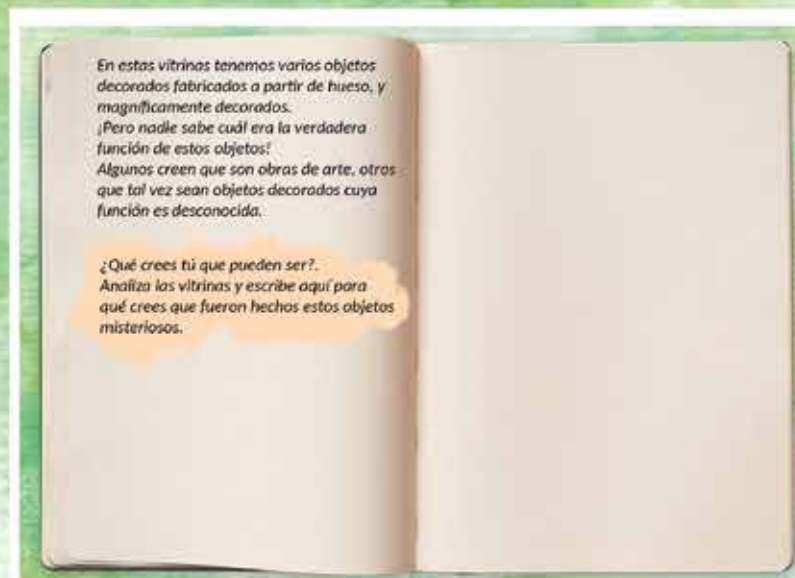 En estas vitrinas tenemos varios objetos
decorados fabricados a partir de hueso, y
magníficamente decorados.
¡Pero nadie sabe cuál era la verdadera
función de estos objetos!
Algunos creen que son obras de arte, otros
que tal vez sean objetos decorados cuya
función es desconocida.
¿Qué crees tú que pueden ser?.
Analiza las vitrinas y escribe aquí para
qué crees que fueron hechos estos objetos
misteriosos.